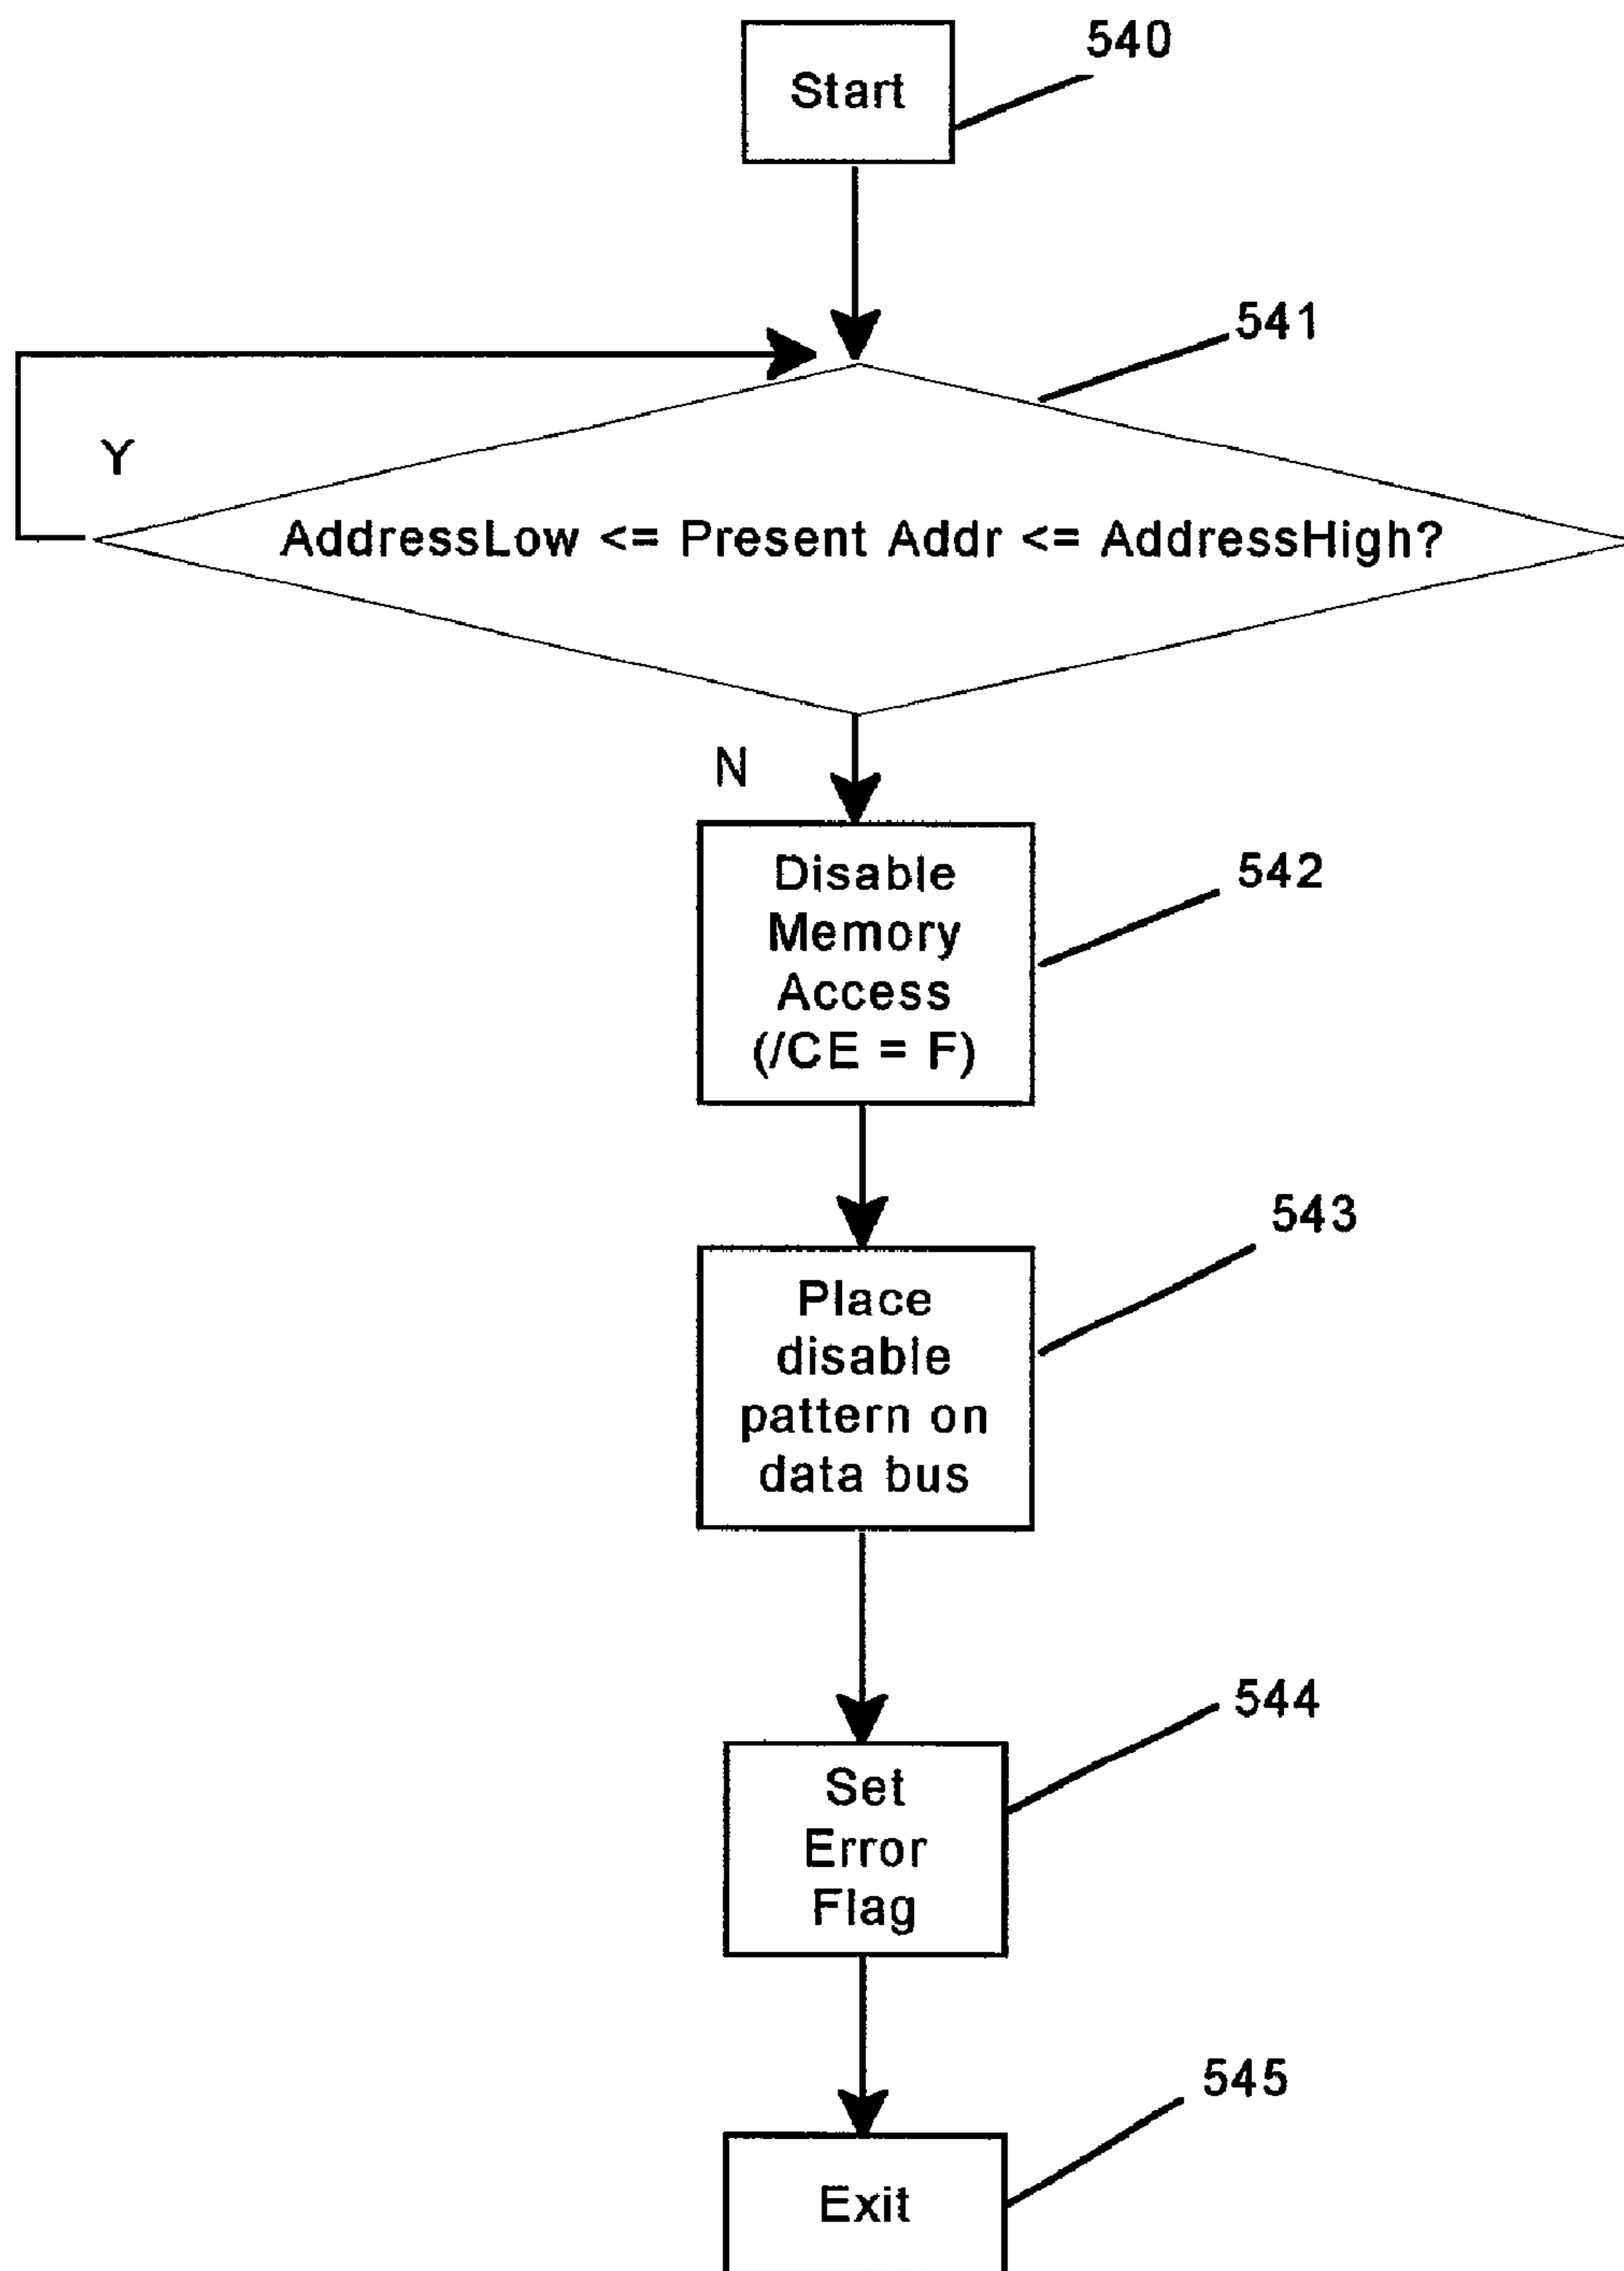 540
Start
541
Y
AddressLow <= Present Addr <= AddressHigh?
N
542
Disable
Memory
Access
(/CE = F)
543
Place
disable
pattern on
data bus
544
Set
Error
Flag
545
Exit